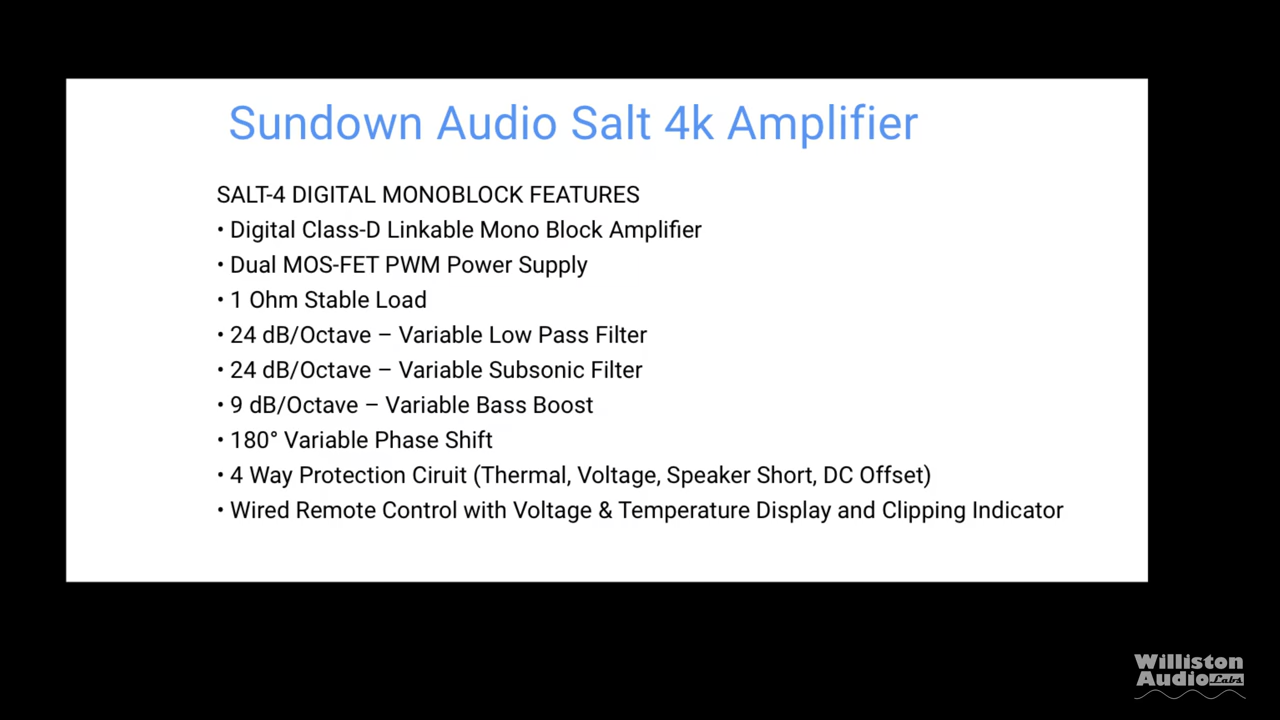 Sundown Audio Salt 4k Amplifier
SALT-4 DIGITAL MONOBLOCK FEATURES
• Digital Class-D Linkable Mono Block Amplifier
• Dual MOS-FET PWM Power Supply
• 1 Ohm Stable Load
• 24 dB/Octave – Variable Low Pass Filter
• 24 dB/Octave – Variable Subsonic Filter
• 9 dB/Octave – Variable Bass Boost
• 180° Variable Phase Shift
• 4 Way Protection Ciruit (Thermal, Voltage, Speaker Short, DC Offset)
• Wired Remote Control with Voltage & Temperature Display and Clipping Indicator
Williston
Audio Labs